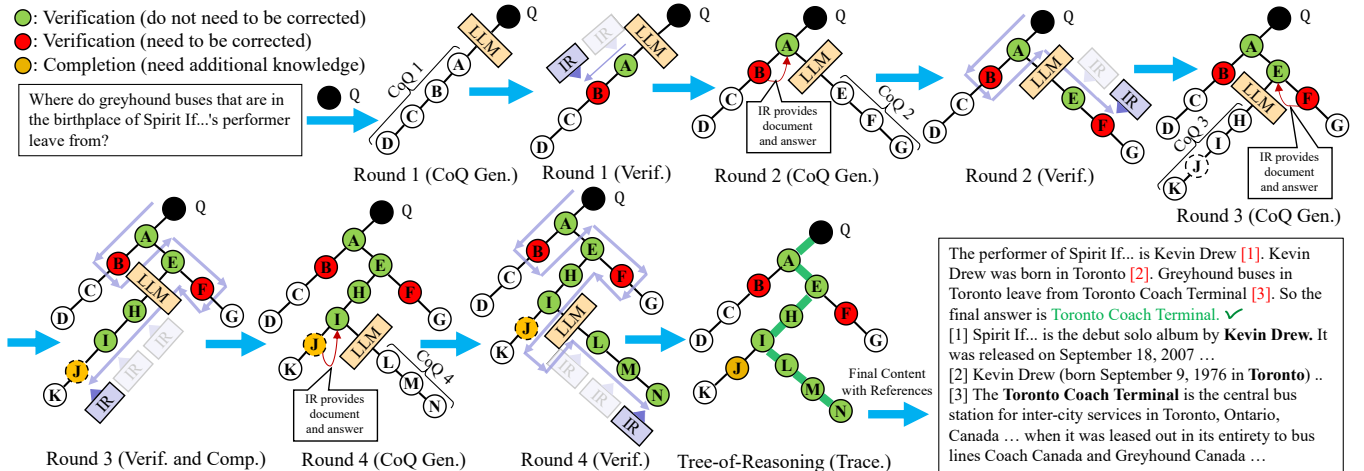 : Verification (do not need to be corrected)
: Verification (need to be corrected)
: Completion (need additional knowledge)
Where do greyhound buses that are in
the birthplace of Spirit If...'s performer
leave from?
Q
Q
LLM
CoQ 1
A
B
C
D
Round 1 (CoQ Gen.)
Q
LLM
IR
IR
A
B
C
D
Round 1 (Verif.)
Q
A
LLM
B
C
D
E
F
G
CoQ 2
IR provides
document
and answer
Round 2 (CoQ Gen.)
Q
A
B
LLM
IR
IR
C
D
E
F
G
Round 2 (Verif.)
Q
A
B
E
C
LLM
F
D
H
G
CoQ 3
I
J
K
IR provides
document
and answer
Round 3 (CoQ Gen.)
Q
A
B
E
C
LLM
F
D
H
G
I
J
K
IR
IR
IR
Round 3 (Verif. and Comp.)
Q
A
B
E
C
H
F
D
I
G
J
LLM
K
L
M
N
CoQ 4
IR provides
document
and answer
Round 4 (CoQ Gen.)
Q
A
B
E
C
H
F
D
I
G
J
LLM
K
L
M
N
IR
IR
IR
Round 4 (Verif.)
Q
A
B
E
C
H
F
D
I
G
J
L
K
M
N
Tree-of-Reasoning (Trace.)
Final Content
with References
The performer of Spirit If... is Kevin Drew [1]. Kevin
Drew was born in Toronto [2]. Greyhound buses in
Toronto leave from Toronto Coach Terminal [3]. So the
final answer is Toronto Coach Terminal. ✓
[1] Spirit If... is the debut solo album by Kevin Drew. It
was released on September 18, 2007 …
[2] Kevin Drew (born September 9, 1976 in Toronto) ..
[3] The Toronto Coach Terminal is the central bus
station for inter-city services in Toronto, Ontario,
Canada … when it was leased out in its entirety to bus
lines Coach Canada and Greyhound Canada …